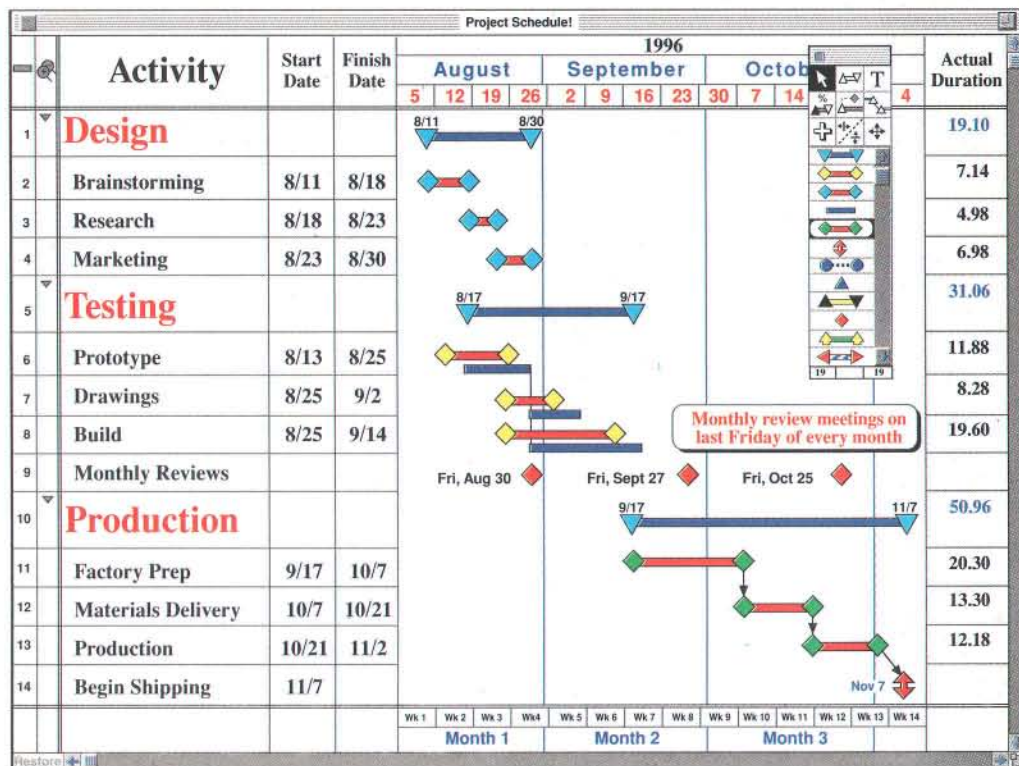 Project Schedule!
Activity
Start Date
Finish Date
1996
August September Octob
5 12 19 26 2 9 16 23 30 7 14 4
Actual Duration
1 Design 8/11 8/30 19.10
2 Brainstorming 8/11 8/18 7.14
3 Research 8/18 8/23 4.98
4 Marketing 8/23 8/30 6.98
5 Testing 8/17 9/17 31.06
6 Prototype 8/13 8/25 11.88
7 Drawings 8/25 9/2 8.28
8 Build 8/25 9/14 19.60
Monthly review meetings on
last Friday of every month
9 Monthly Reviews Fri, Aug 30 Fri, Sept 27 Fri, Oct 25
10 Production 9/17 11/7 50.96
11 Factory Prep 9/17 10/7 20.30
12 Materials Delivery 10/7 10/21 13.30
13 Production 10/21 11/2 12.18
14 Begin Shipping 11/7 Nov 7
T
%
19 19
Wk 1 Wk 2 Wk 3 Wk4 Wk 5 Wk 6 Wk 7 Wk 8 Wk 9 Wk 10 Wk 11 Wk 12 Wk 13 Wk 14
Month 1 Month 2 Month 3
Restore